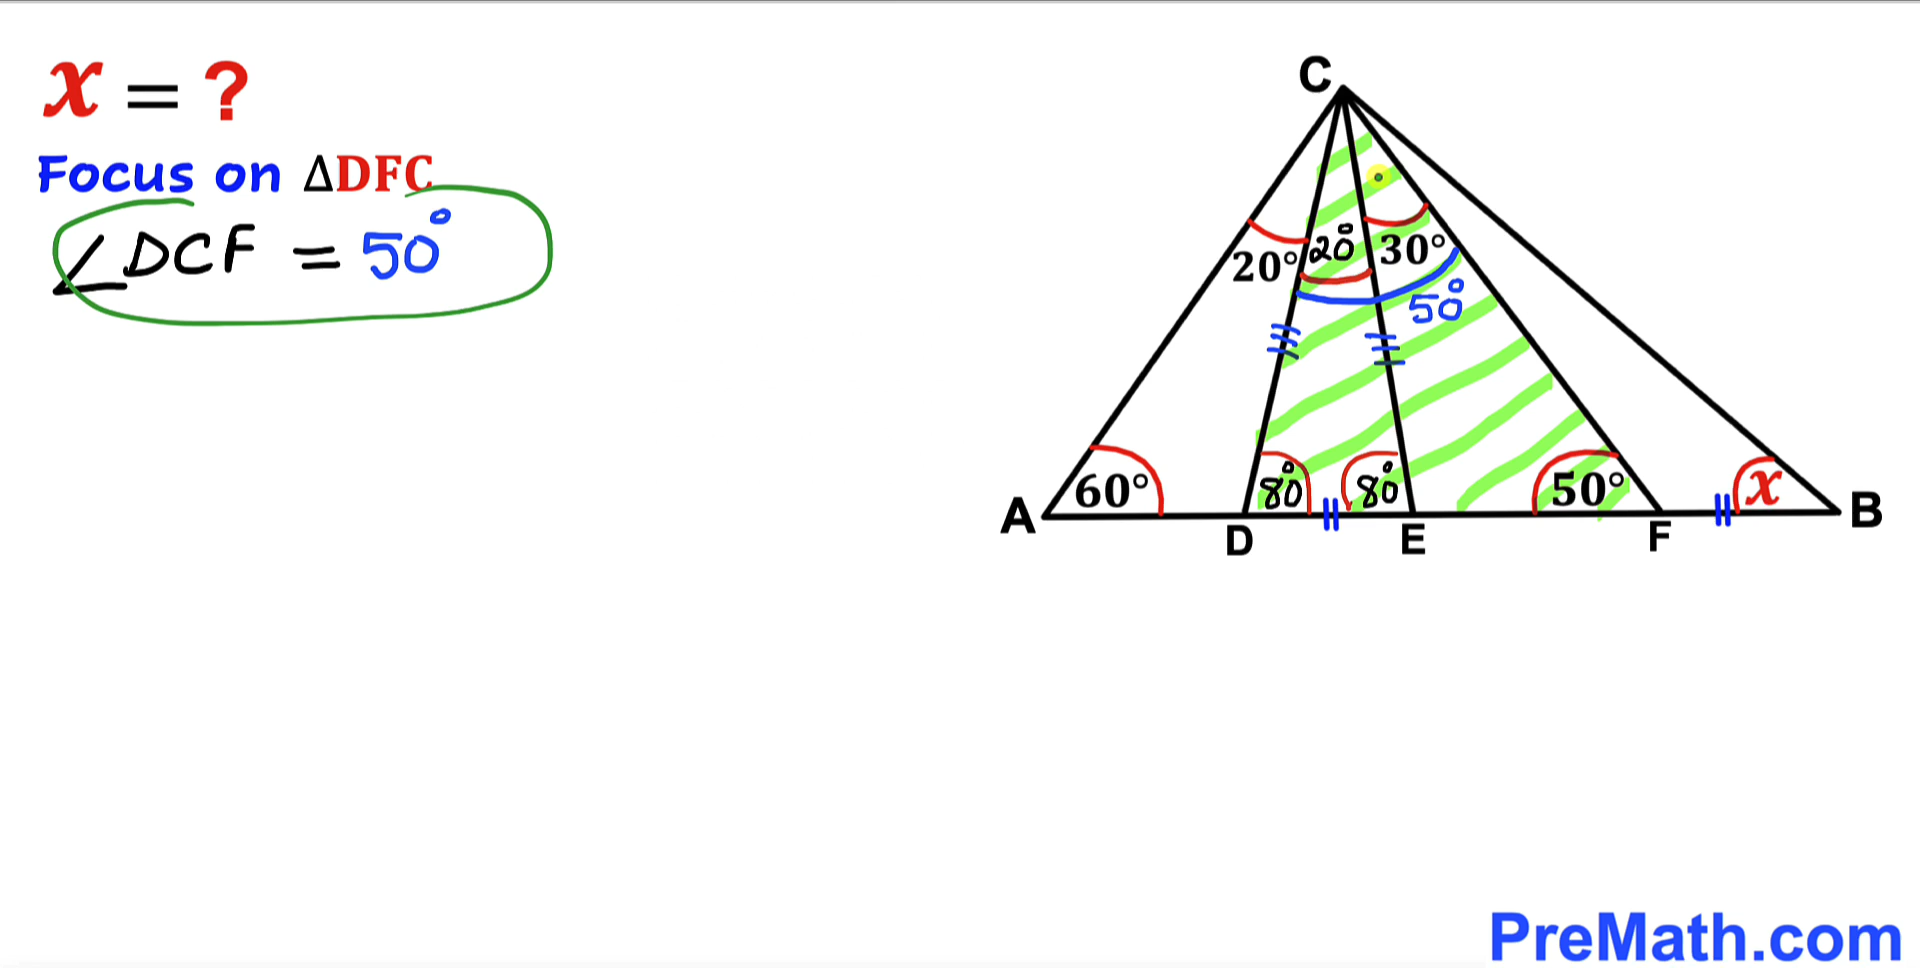 x = ?
Focus on ΔDFC
∠DCF = 50°
C
20° 20° 30°
50°
60° 80° 80° 50° x
A D E F B
PreMath.com